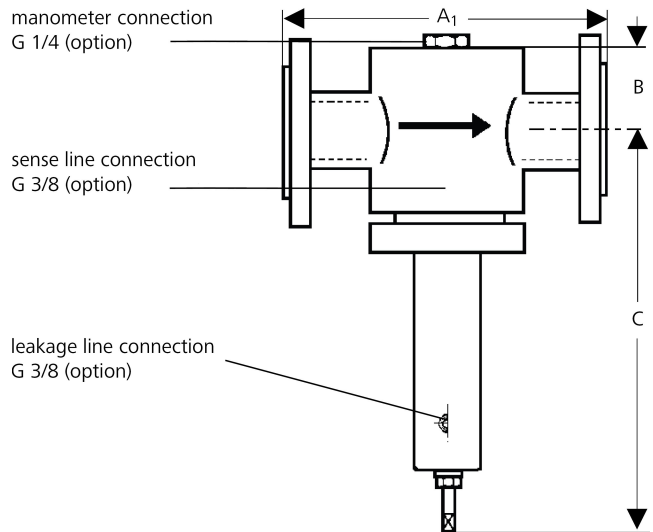 manometer connection
G 1/4 (option)
A1
B
sense line connection
G 3/8 (option)
C
leakage line connection
G 3/8 (option)